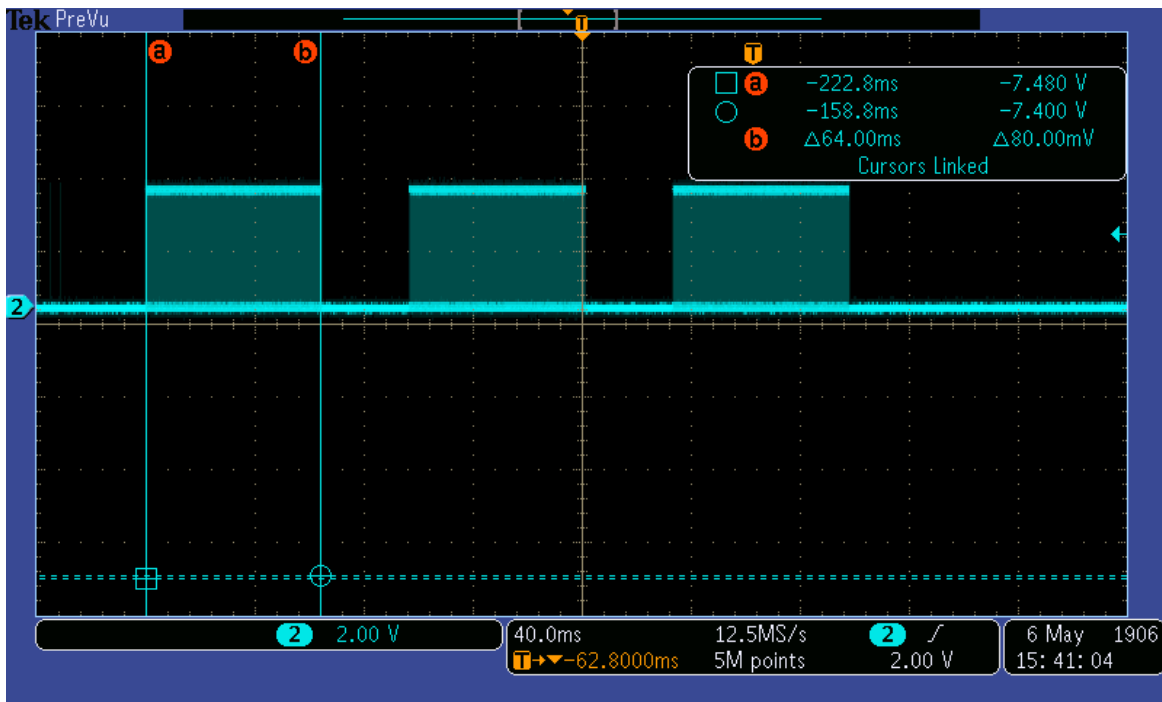 Tek PreVu
T
a b T
a -222.8ms -7.480 V
-158.8ms -7.400 V
b Δ64.00ms Δ80.00mV
Cursors Linked
2
2 2.00 V
40.0ms 12.5MS/s 2
T→▼-62.8000ms 5M points 2.00 V
6 May 1906
15:41:04